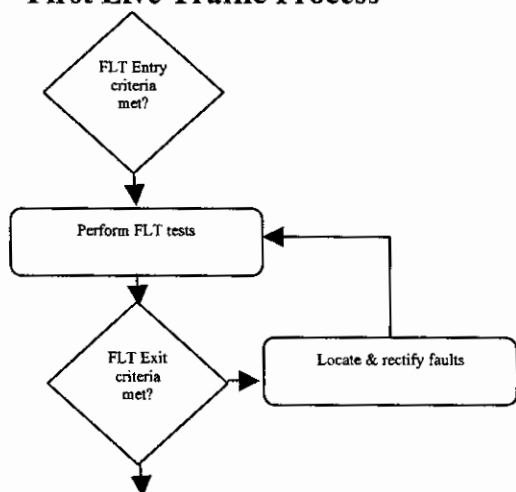 First Live Traffic Process
FLT Entry
criteria
met?
Perform FLT tests
FLT Exit
criteria
met?
Locate & rectify faults